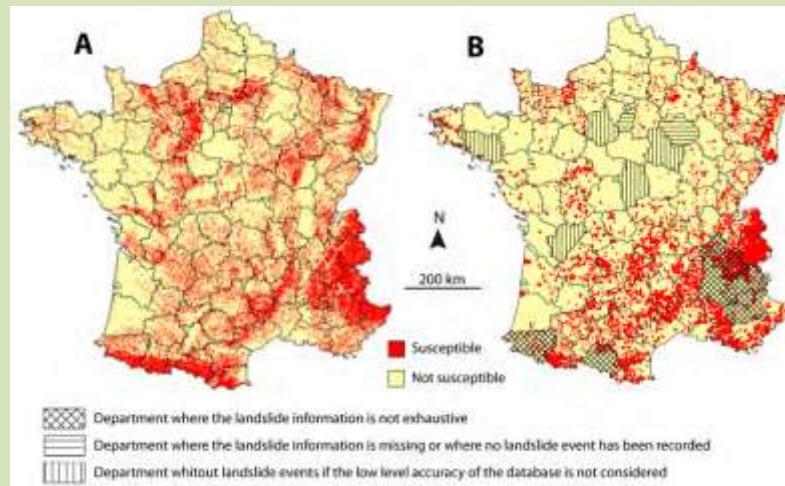 A
B
N
200 km
Susceptible
Not susceptible
Department where the landslide information is not exhaustive
Department where the landslide information is missing or where no landslide event has been recorded
Department whitout landslide events if the low level accuracy of the database is not considered